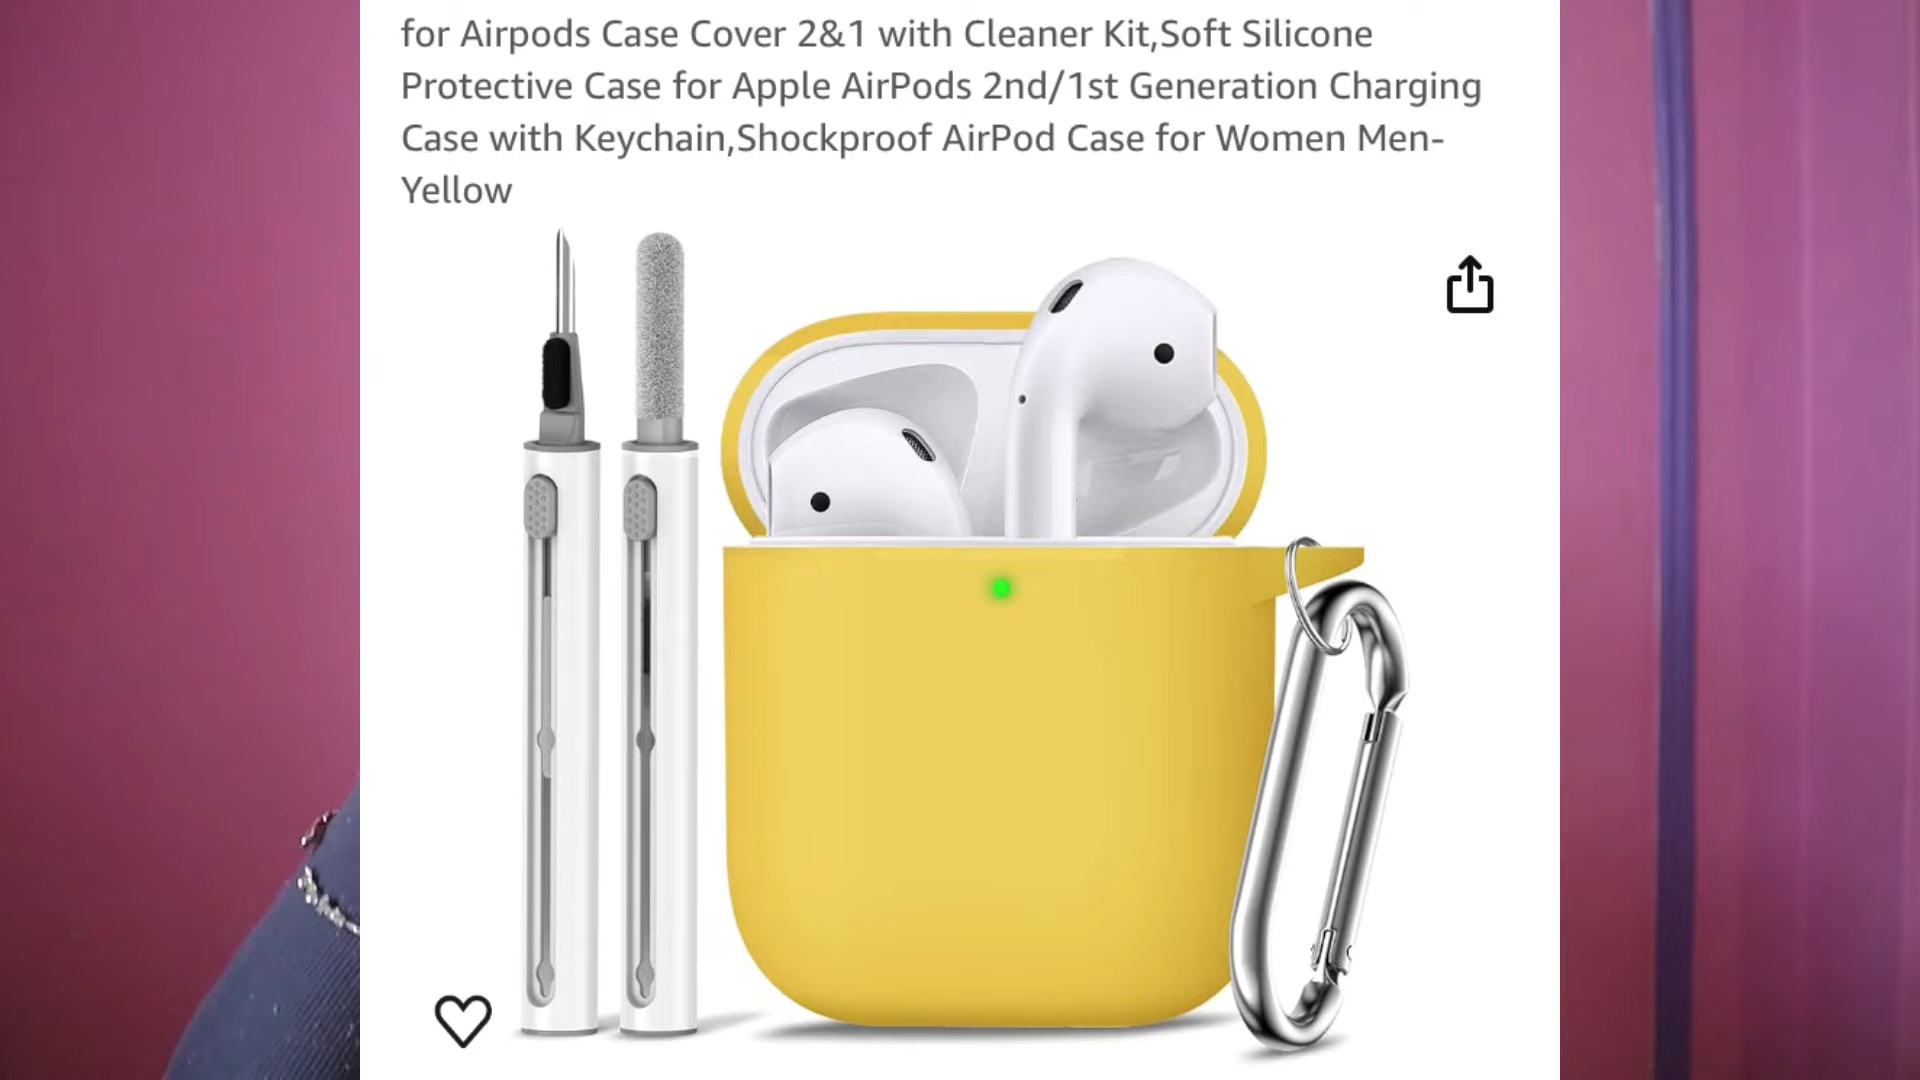 for Airpods Case Cover 2&1 with Cleaner Kit,Soft Silicone
Protective Case for Apple AirPods 2nd/1st Generation Charging
Case with Keychain,Shockproof AirPod Case for Women Men-
Yellow